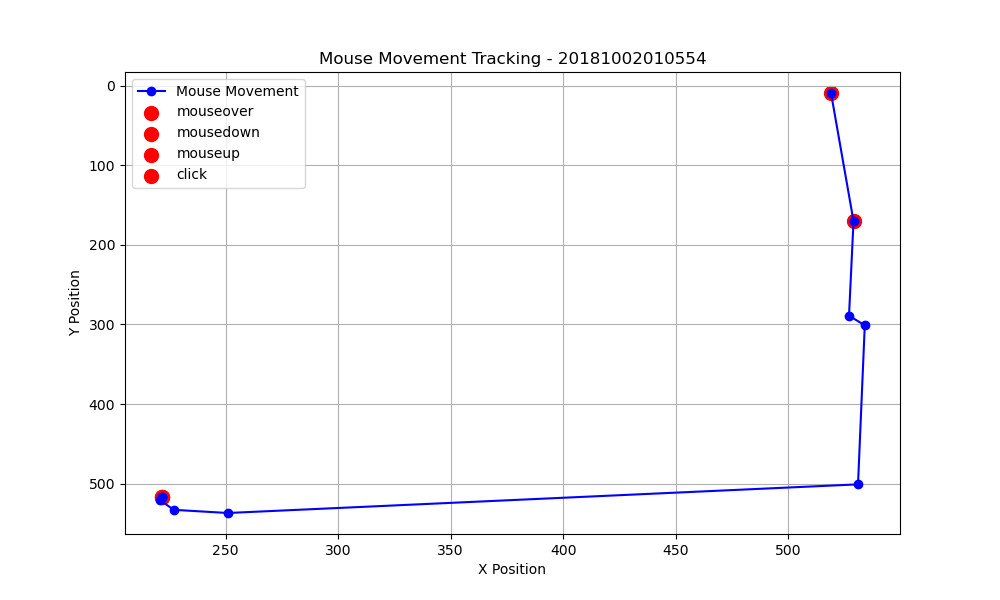 Mouse Movement Tracking - 20181002010554
Mouse Movement
mouseover
mousedown
mouseup
click
0
100
200
300
400
500
Y Position
250
300
350
400
450
500
X Position